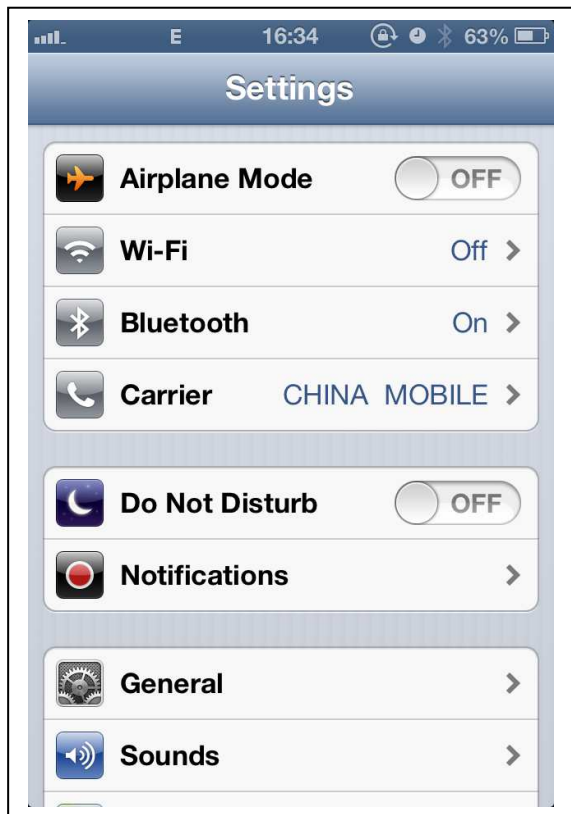 E 16:34 63%
Settings
Airplane Mode OFF
Wi-Fi Off
Bluetooth On
Carrier CHINA MOBILE
Do Not Disturb OFF
Notifications
General
Sounds